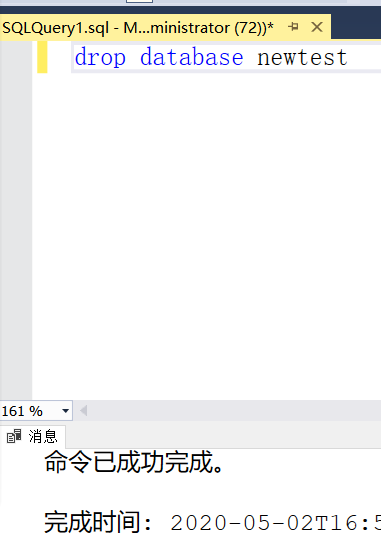 SQLQuery1.sql - M...ministrator (72))*
drop database newtest
161 %
消息
命令已成功完成。
完成时间: 2020-05-02T16:5